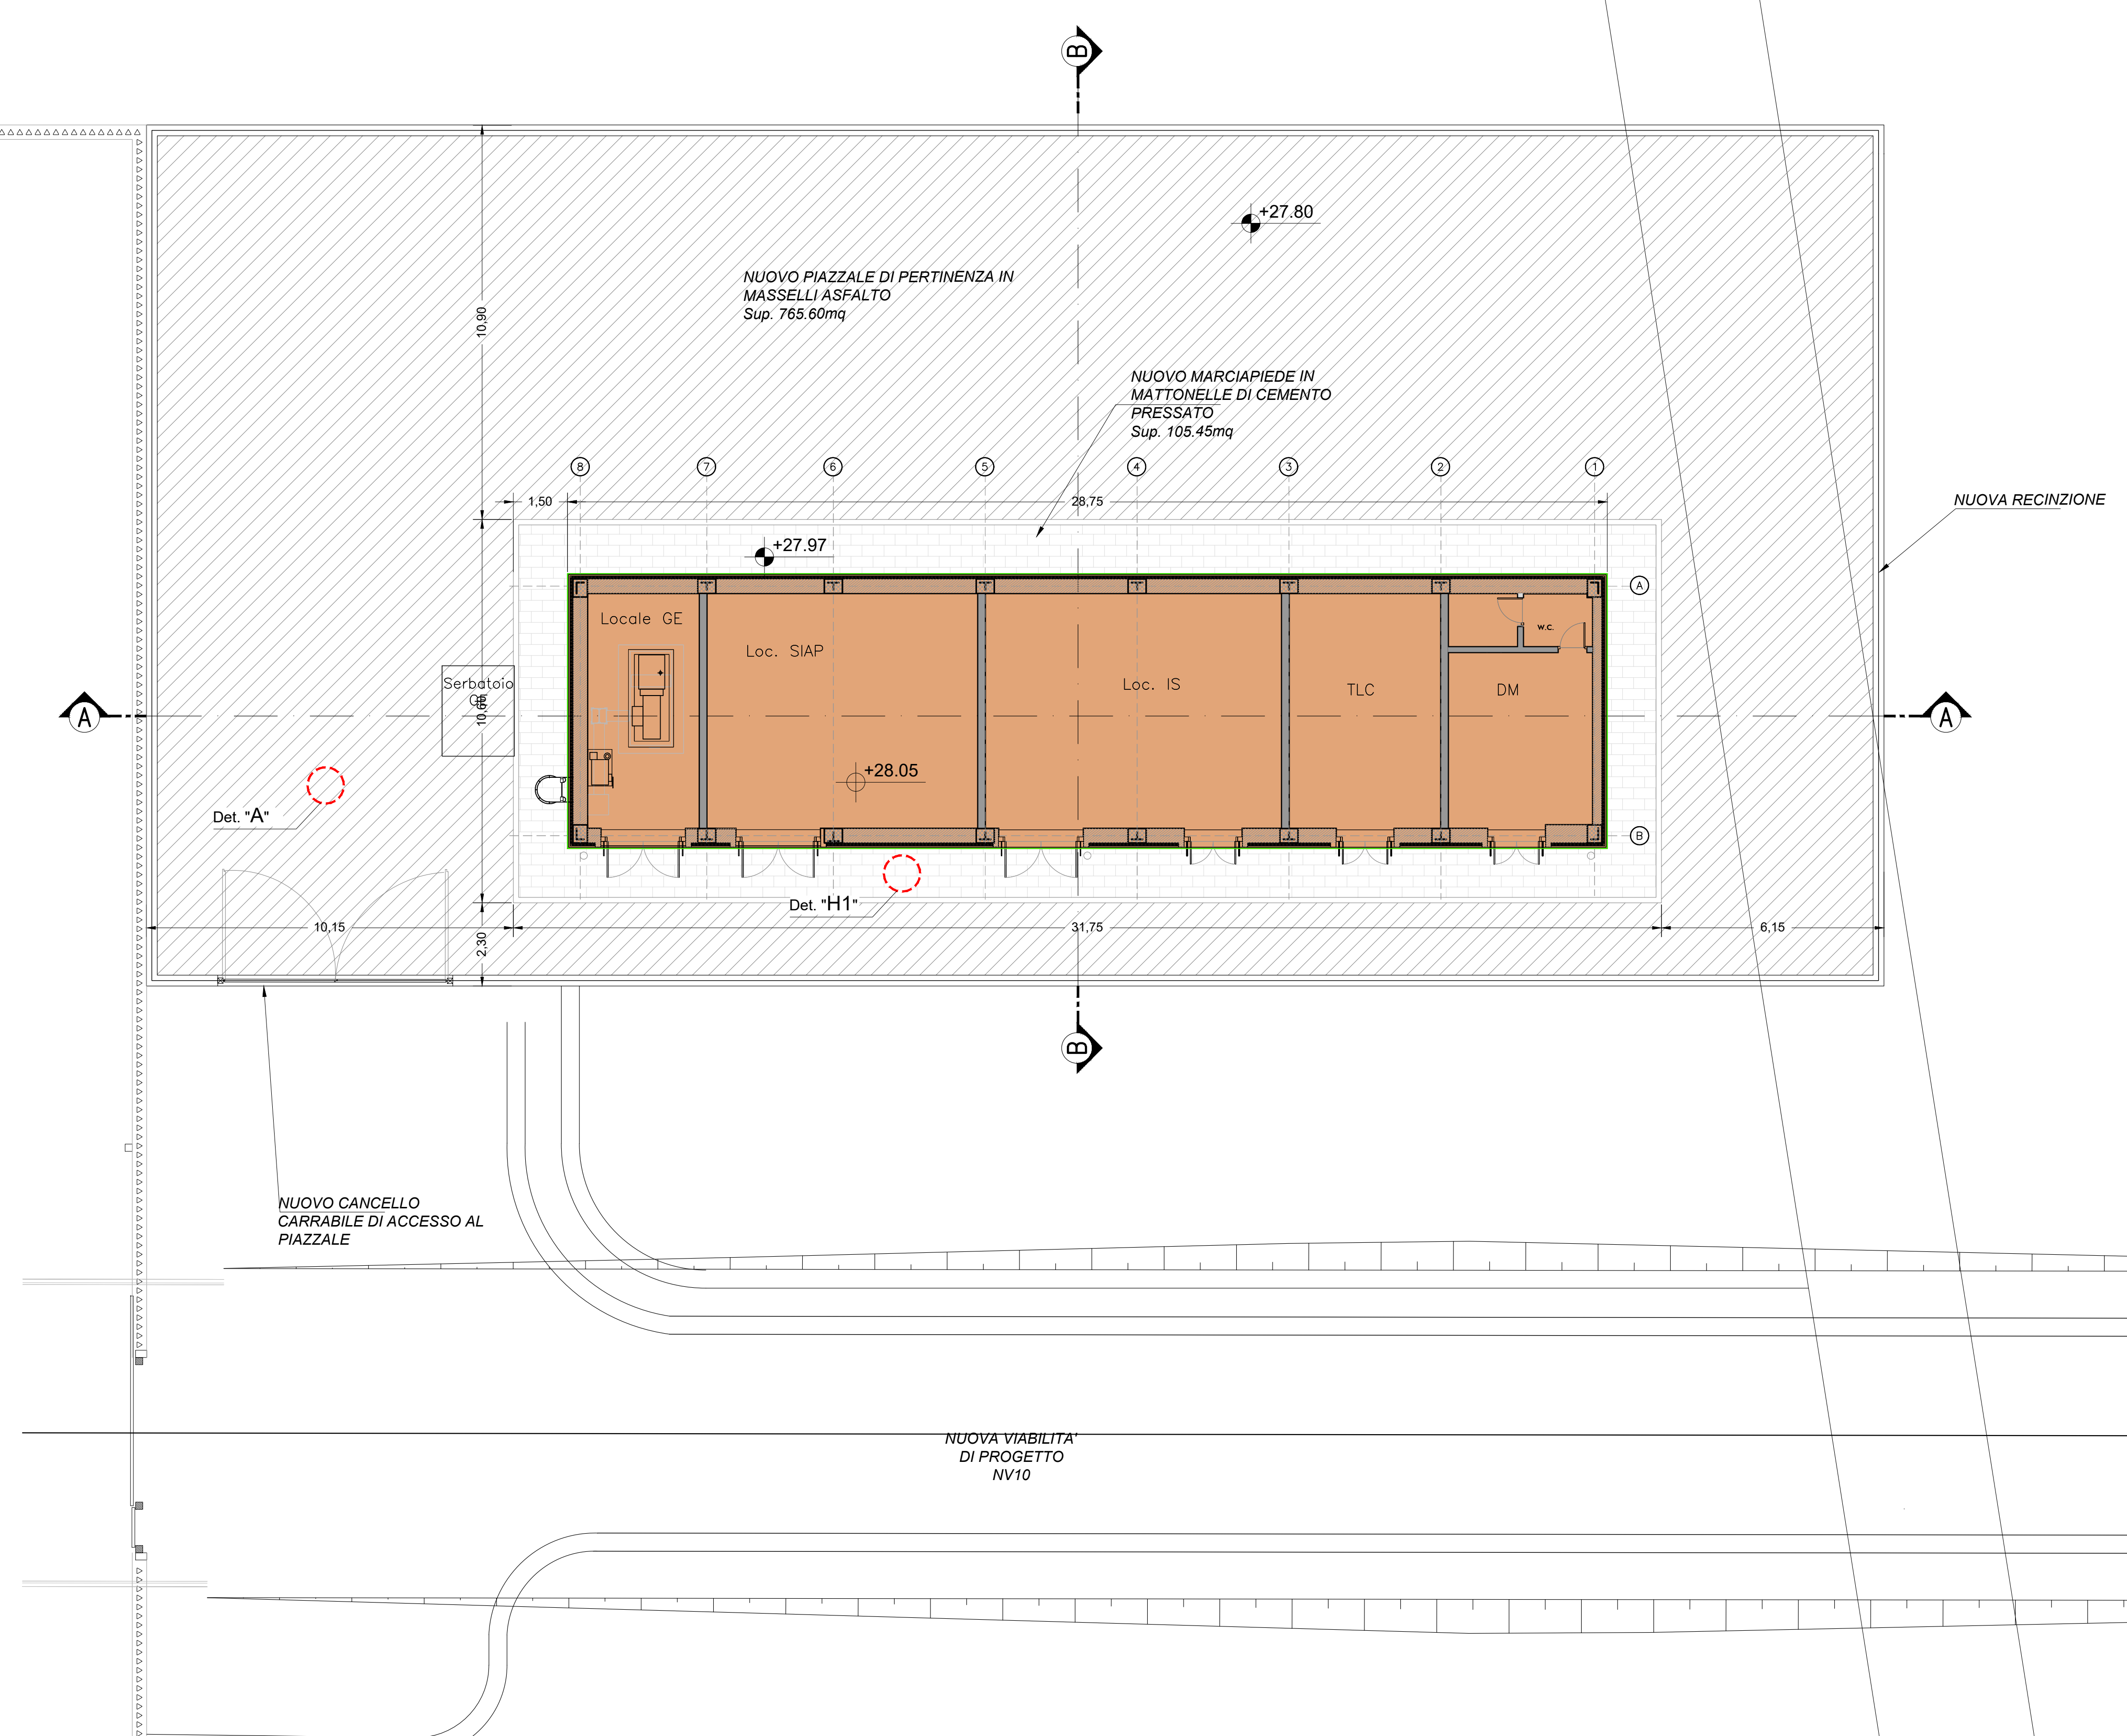 B
+27.80
NUOVO PIAZZALE DI PERTINENZA IN
MASSELLI ASFALTO
Sup. 765.60mq
10,90
NUOVO MARCIAPIEDE IN
MATTONELLE DI CEMENTO
PRESSATO
Sup. 105.45mq
8
7
6
5
4
3
2
1
1,50
28,75
NUOVA RECINZIONE
+27.97
A
Locale GE
Loc. SIAP
Loc. IS
TLC
DM
w.c.
Serbatoio
A
A
+28.05
B
Det. "A"
Det. "H1"
10,15
2,30
31,75
6,15
B
NUOVO CANCELLO
CARRABILE DI ACCESSO AL
PIAZZALE
NUOVA VIABILITA'
DI PROGETTO
NV10